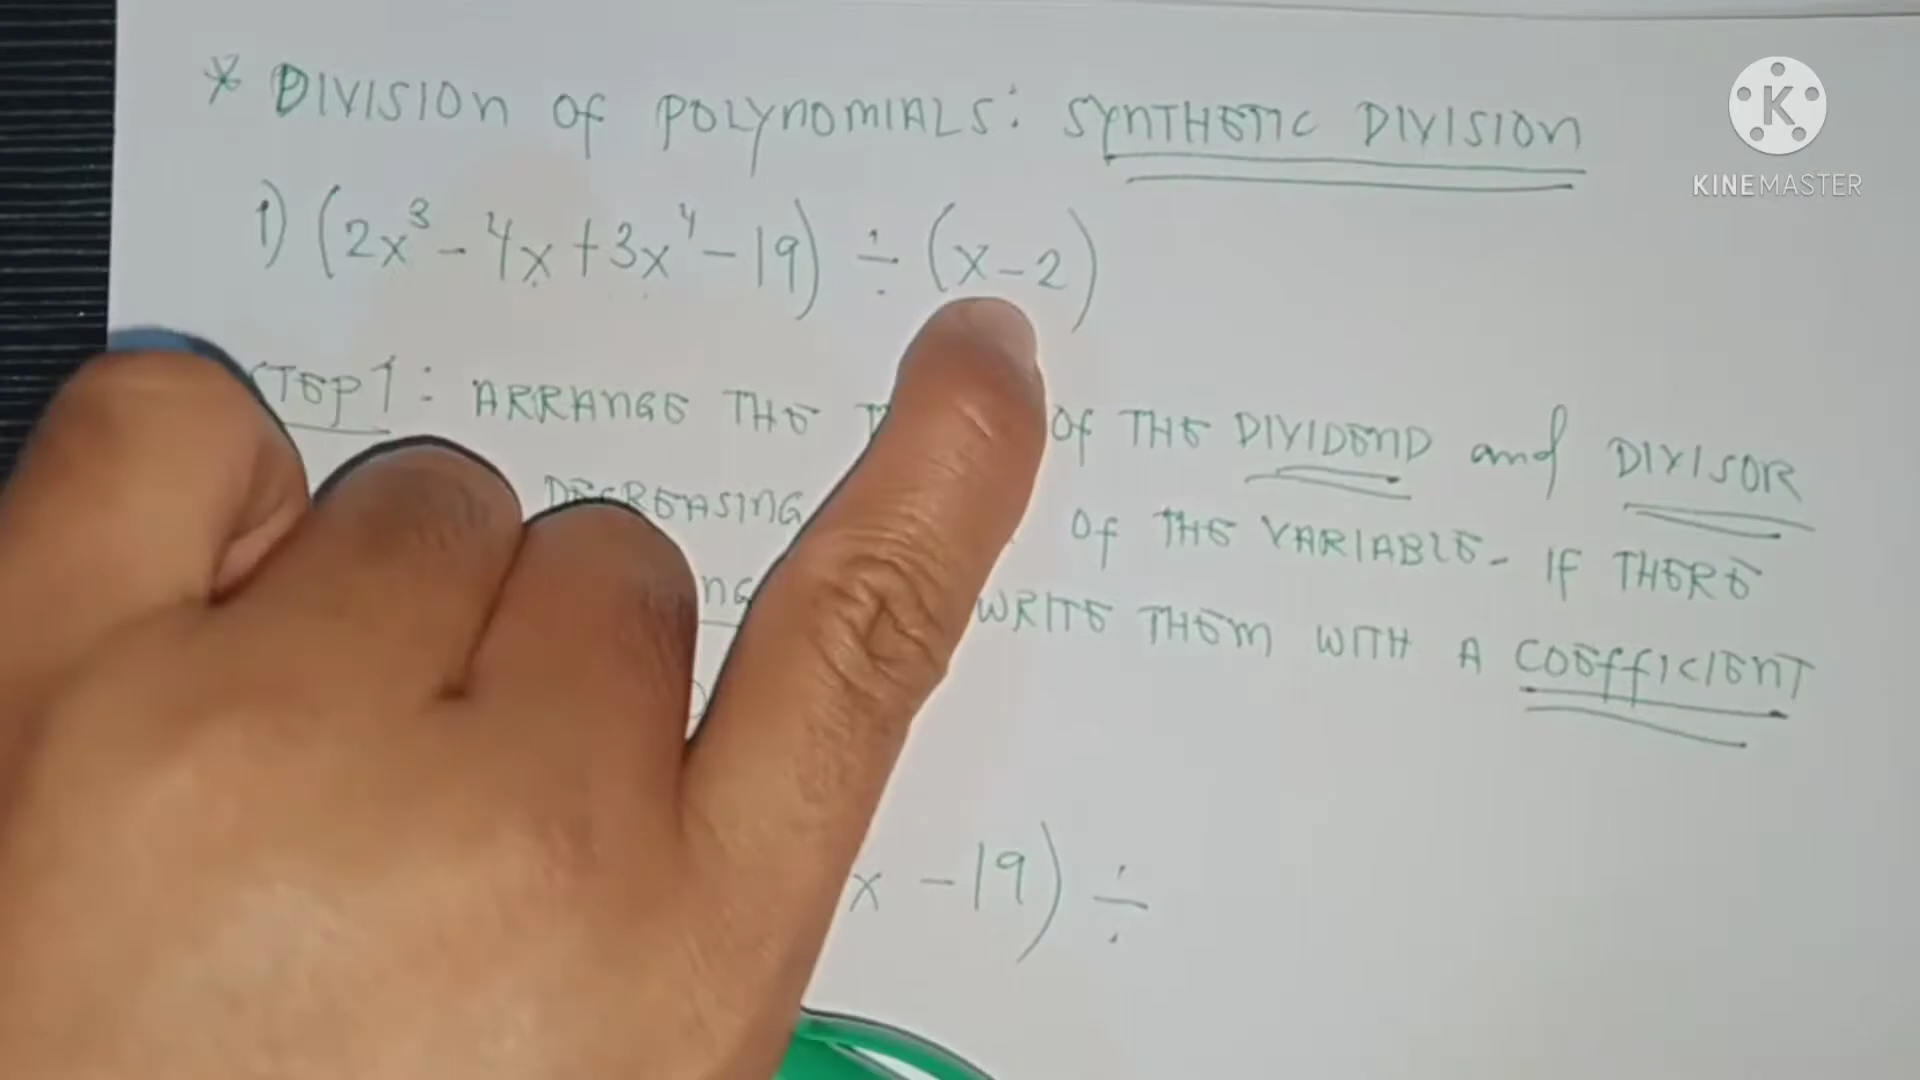 * DIVISION of POLYNOMIALS: SYNTHETIC DIVISION
1) (2x³ - 4x + 3x⁴ - 19) ÷ (x - 2)
STEP 1: ARRANGE THE OF THE DIVIDEND and DIVISOR
DECREASING OF THE VARIABLE. IF THERE
WRITE THEM WITH A COEFFICIENT
x - 19) ÷
K
KINEMASTER